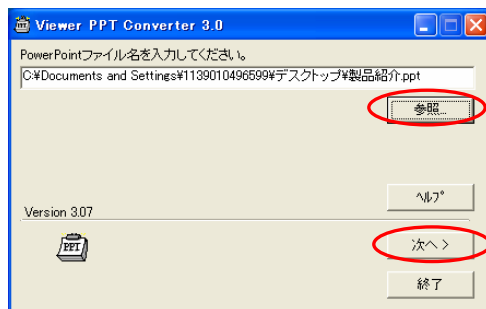 Viewer PPT Converter 3.0
PowerPointファイル名を入力してください。
C:¥Documents and Settings¥1139010496599¥デスクトップ¥製品紹介.ppt
参照...
ﾍﾙﾌﾟ
Version 3.07
PPT
次へ >
終了